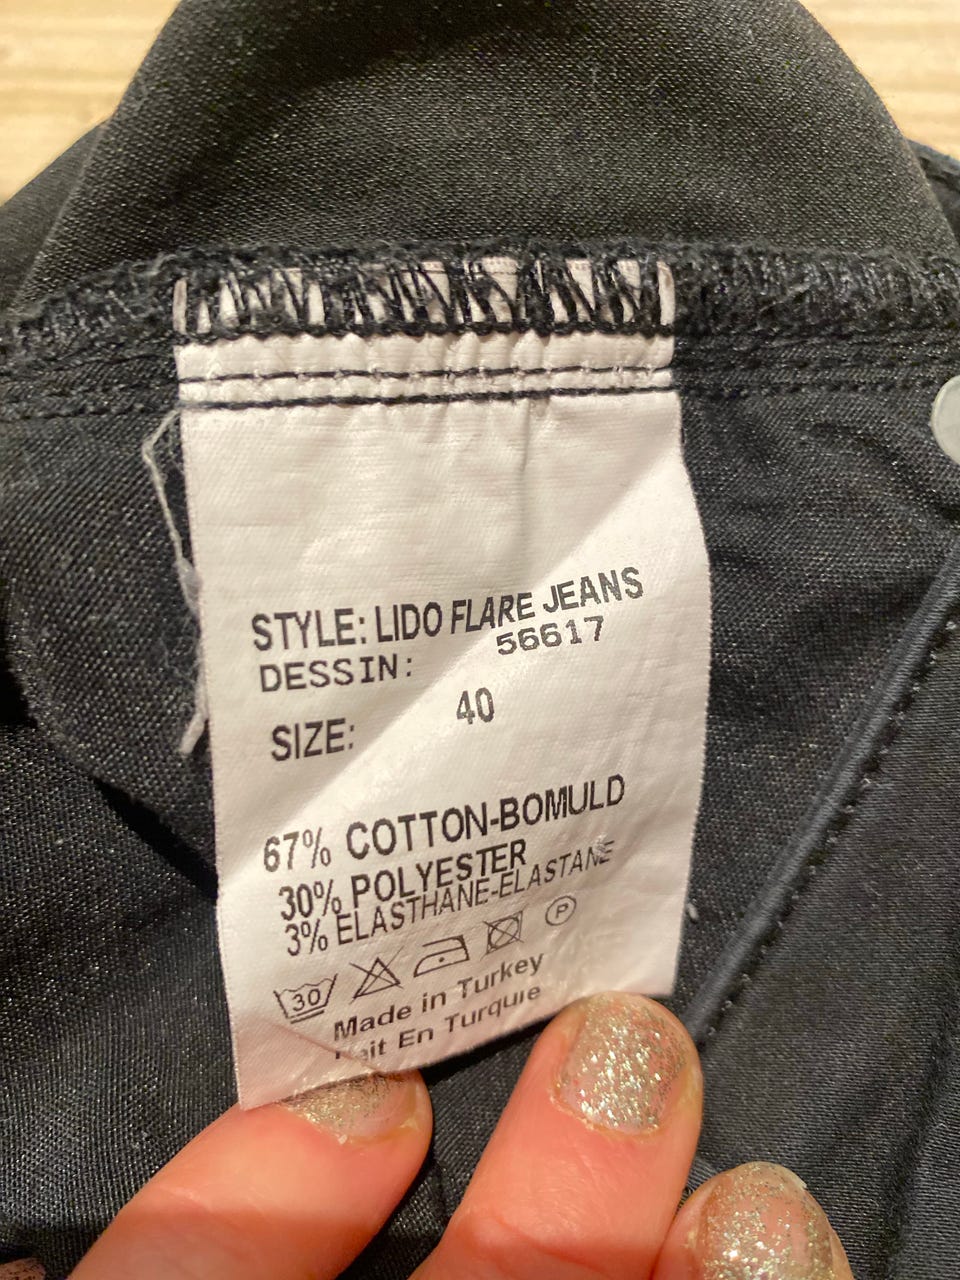 STYLE: LIDO FLARE JEANS
DESSIN: 56617
SIZE: 40
67% COTTON-BOMULD
30% POLYESTER
3% ELASTHANE-ELASTANE
30 P
Made in Turkey
Fait En Turquie